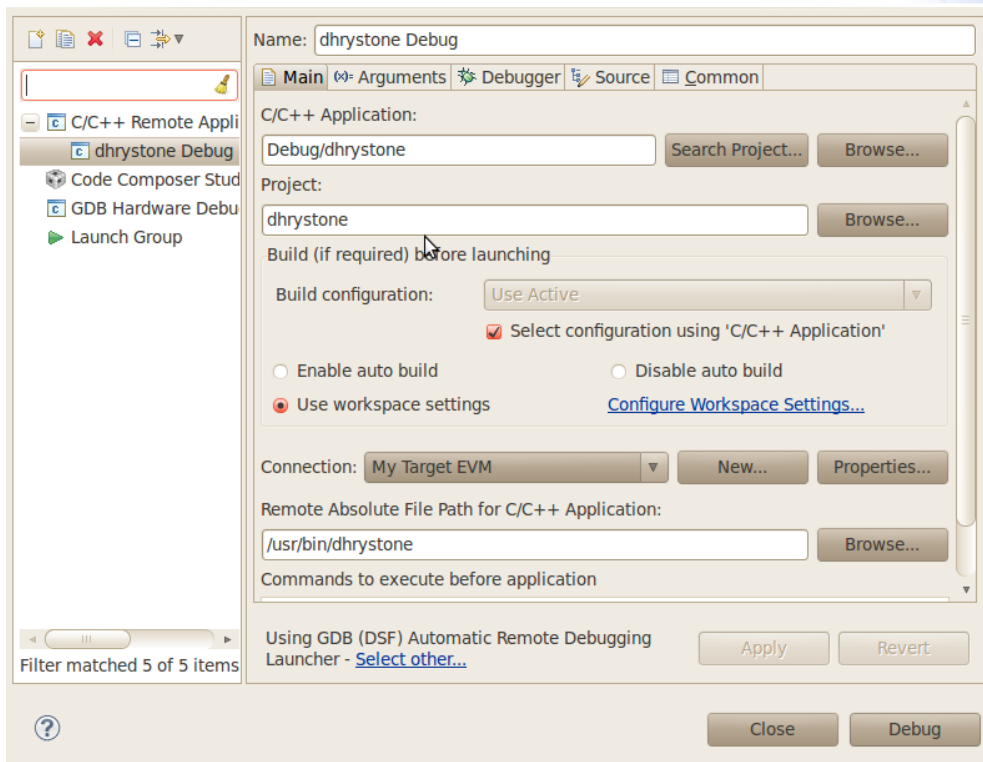 Name: dhrystone Debug
Main (x)= Arguments Debugger Source Common
C/C++ Remote Appli
dhrystone Debug
Code Composer Stud
GDB Hardware Debu
Launch Group
Filter matched 5 of 5 items
C/C++ Application:
Debug/dhrystone Search Project... Browse...
Project:
dhrystone Browse...
Build (if required) before launching
Build configuration: Use Active
Select configuration using 'C/C++ Application'
Enable auto build Disable auto build
Use workspace settings Configure Workspace Settings...
Connection: My Target EVM New... Properties...
Remote Absolute File Path for C/C++ Application:
/usr/bin/dhrystone Browse...
Commands to execute before application
Using GDB (DSF) Automatic Remote Debugging
Launcher - Select other... Apply Revert
? Close Debug